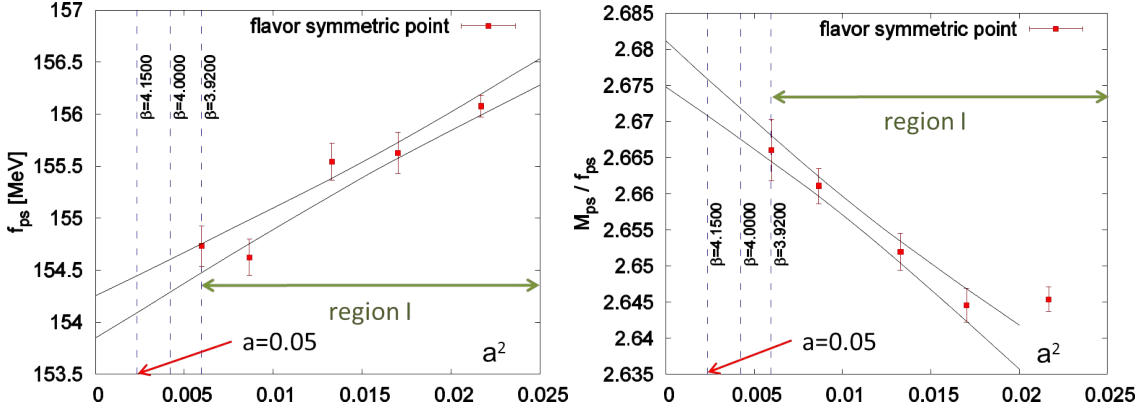 157
156.5
156
155.5
155
154.5
154
153.5
f_ps [MeV]
flavor symmetric point
β=4.1500
β=4.0000
β=3.9200
region I
a=0.05
a²
0
0.005
0.01
0.015
0.02
0.025
2.685
2.68
2.675
2.67
2.665
2.66
2.655
2.65
2.645
2.64
2.635
M_ps / f_ps
flavor symmetric point
region I
β=4.1500
β=4.0000
β=3.9200
a=0.05
a²
0
0.005
0.01
0.015
0.02
0.025